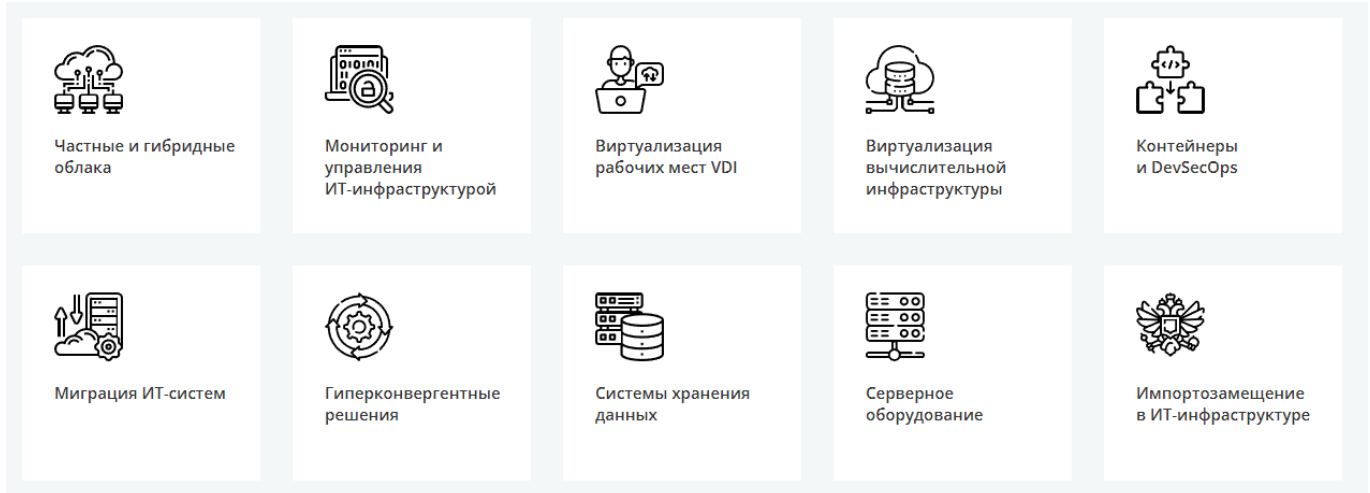 Частные и гибридные
облака
Мониторинг и
управления
ИТ-инфраструктурой
Виртуализация
рабочих мест VDI
Виртуализация
вычислительной
инфраструктуры
Контейнеры
и DevSecOps
Миграция ИТ-систем
Гиперконвергентные
решения
Системы хранения
данных
Серверное
оборудование
Импортозамещение
в ИТ-инфраструктуре